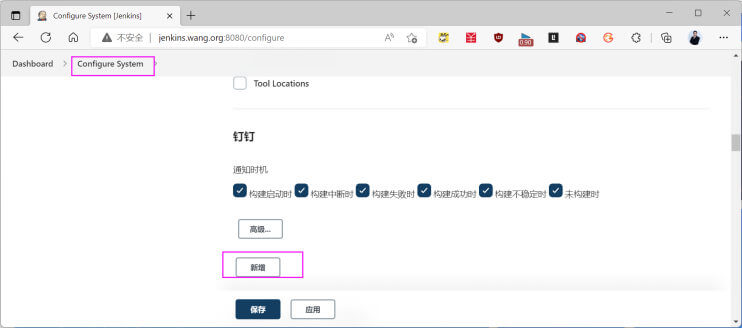 Configure System [Jenkins]
不安全 jenkins.wang.org:8080/configure
0.90
Dashboard > Configure System
Tool Locations
钉钉
通知时机
构建启动时 构建中断时 构建失败时 构建成功时 构建不稳定时 未构建时
高级...
新增
保存 应用